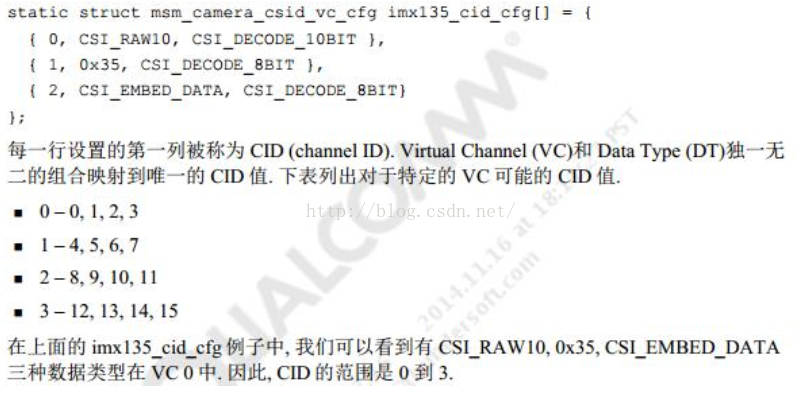 static struct msm_camera_csid_vc_cfg imx135_cid_cfg[] = {
{ 0, CSI_RAW10, CSI_DECODE_10BIT },
{ 1, 0x35, CSI_DECODE_8BIT },
{ 2, CSI_EMBED_DATA, CSI_DECODE_8BIT}
};
每一行设置的第一列被称为 CID (channel ID). Virtual Channel (VC)和 Data Type (DT)独一无
二的组合映射到唯一的 CID 值. 下表列出对于特定的 VC 可能的 CID 值.
■ 0 – 0, 1, 2, 3
http://blog.csdn.net/
■ 1 – 4, 5, 6, 7
■ 2 – 8, 9, 10, 11
■ 3 – 12, 13, 14, 15
在上面的 imx135_cid_cfg 例子中, 我们可以看到有 CSI_RAW10, 0x35, CSI_EMBED_DATA
三种数据类型在 VC 0 中. 因此, CID 的范围是 0 到 3.
QUALCOMM®
2014.11.16 at 18: PST
dersoft.com